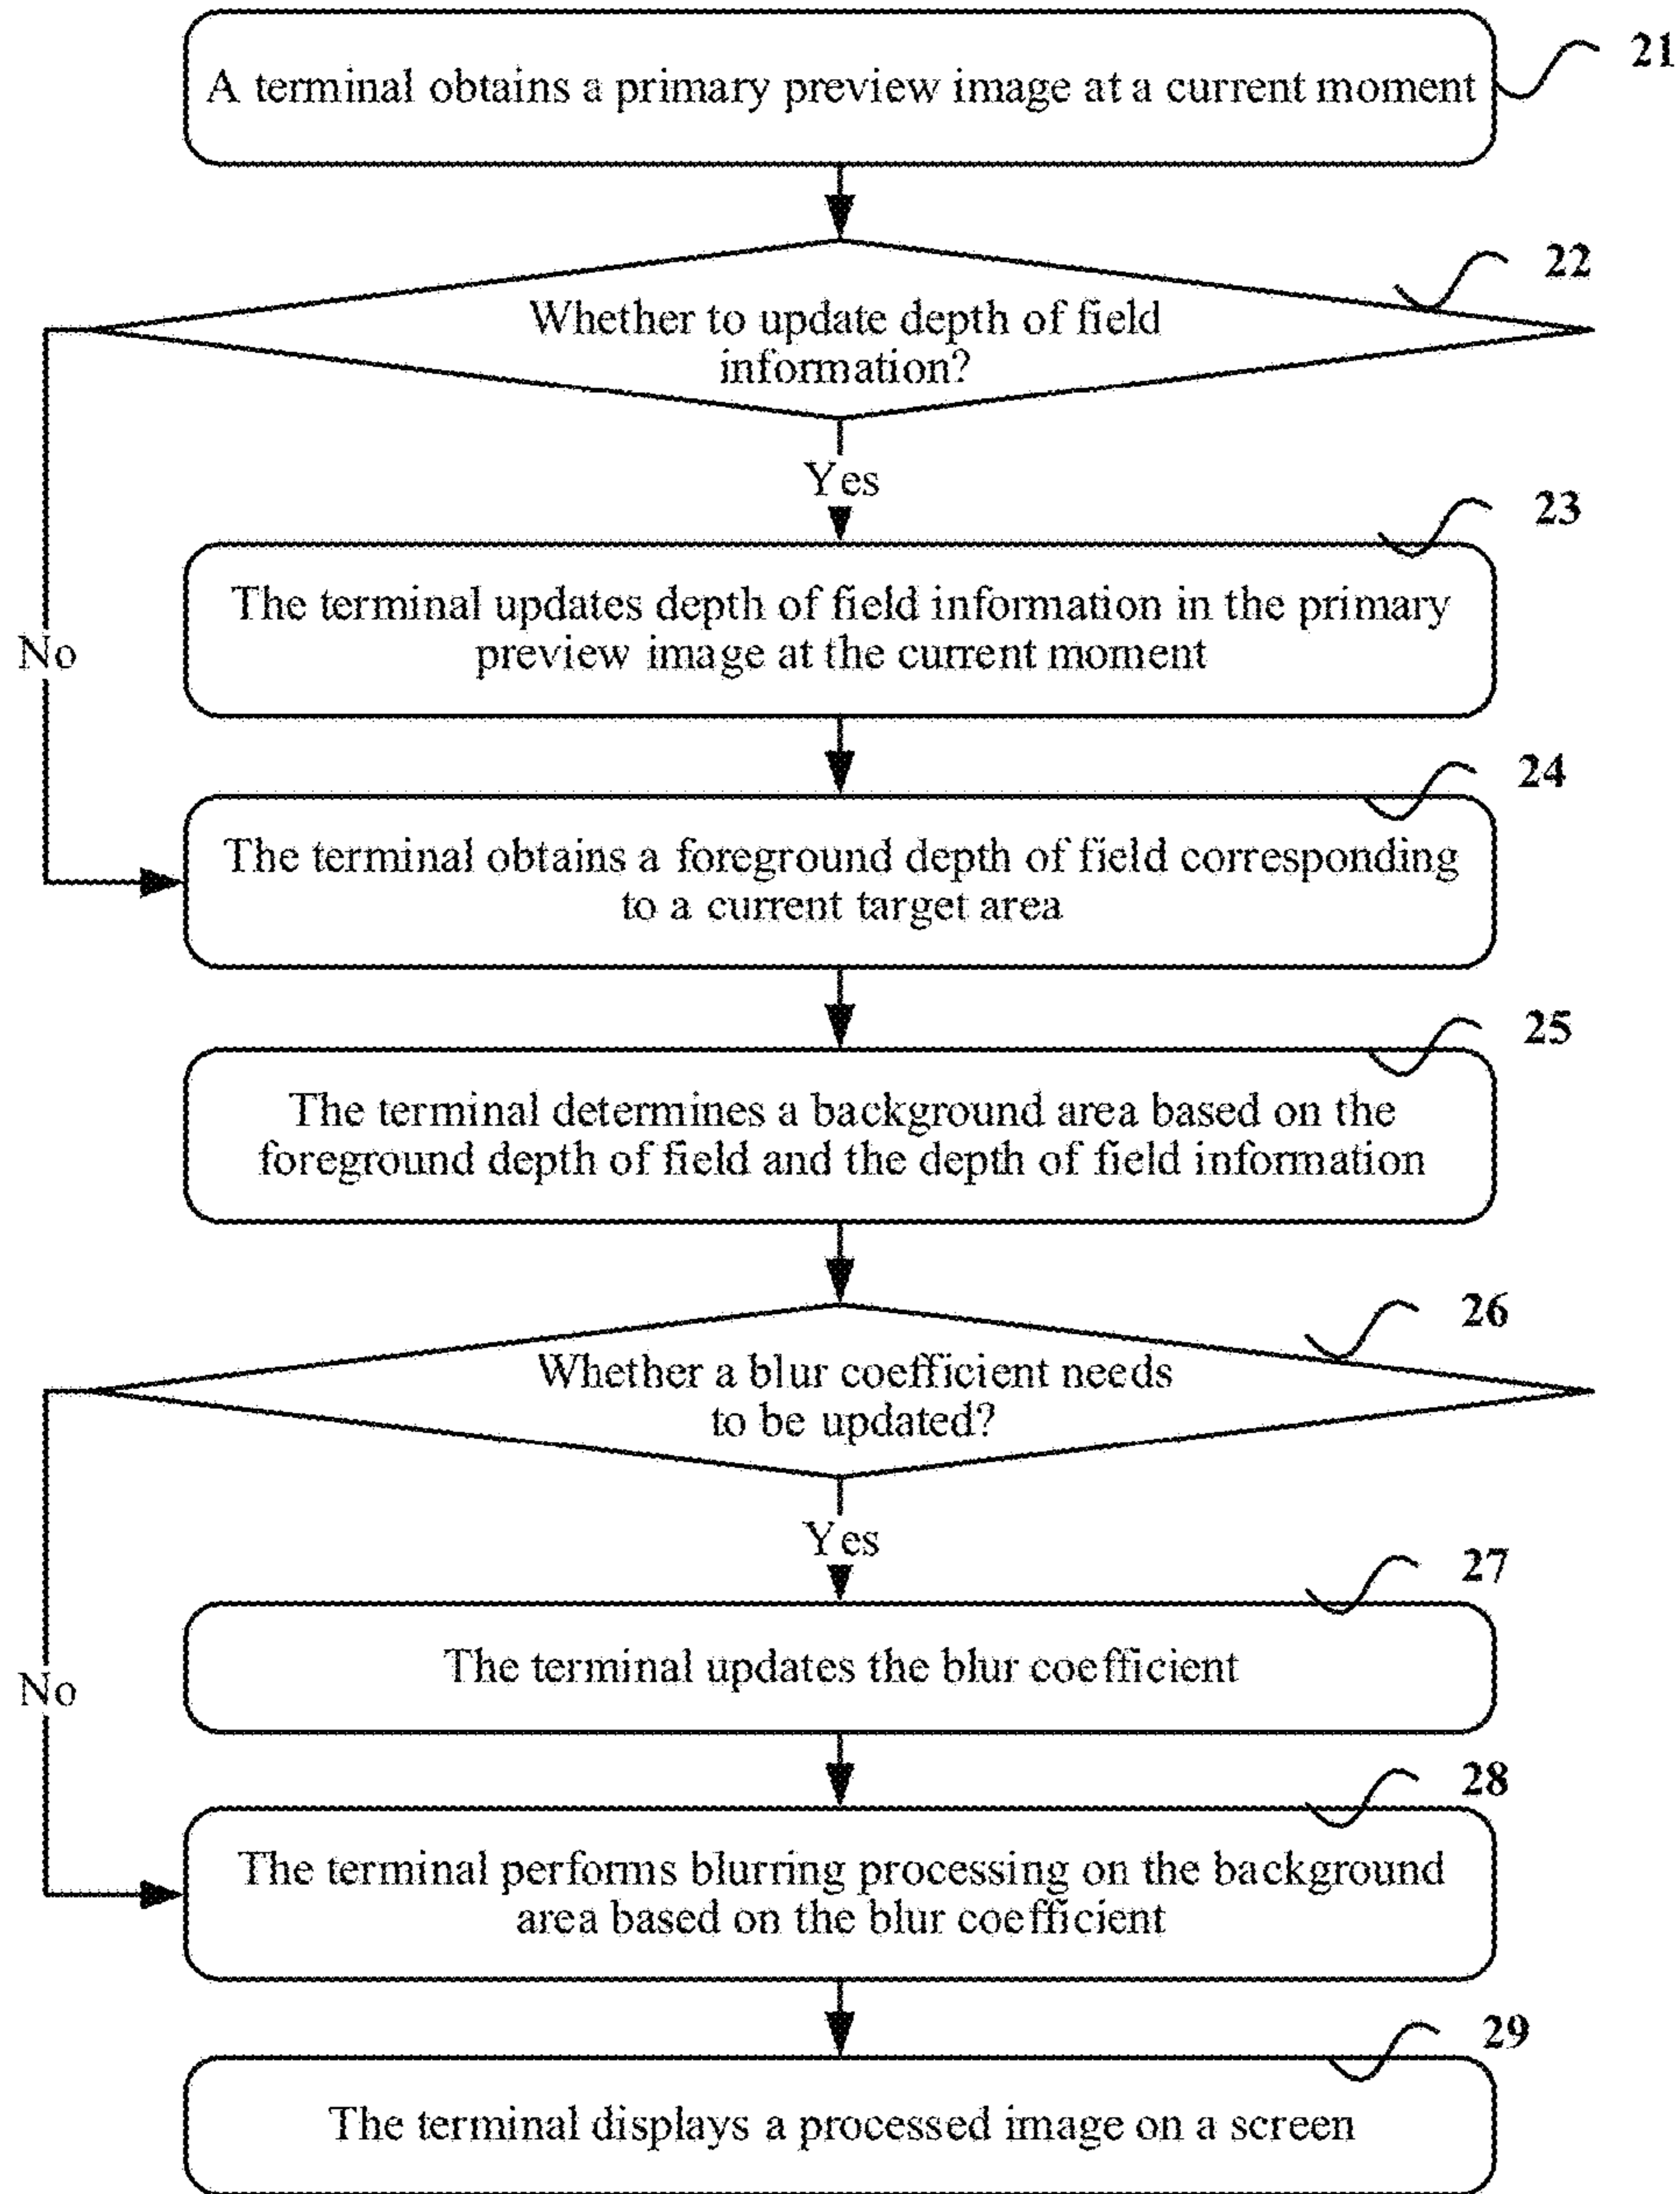 21
A terminal obtains a primary preview image at a current moment
22
Whether to update depth of field
information?
Yes
23
The terminal updates depth of field information in the primary
preview image at the current moment
No
24
The terminal obtains a foreground depth of field corresponding
to a current target area
25
The terminal determines a background area based on the
foreground depth of field and the depth of field information
26
Whether a blur coefficient needs
to be updated?
Yes
27
The terminal updates the blur coefficient
No
28
The terminal performs blurring processing on the background
area based on the blur coefficient
29
The terminal displays a processed image on a screen